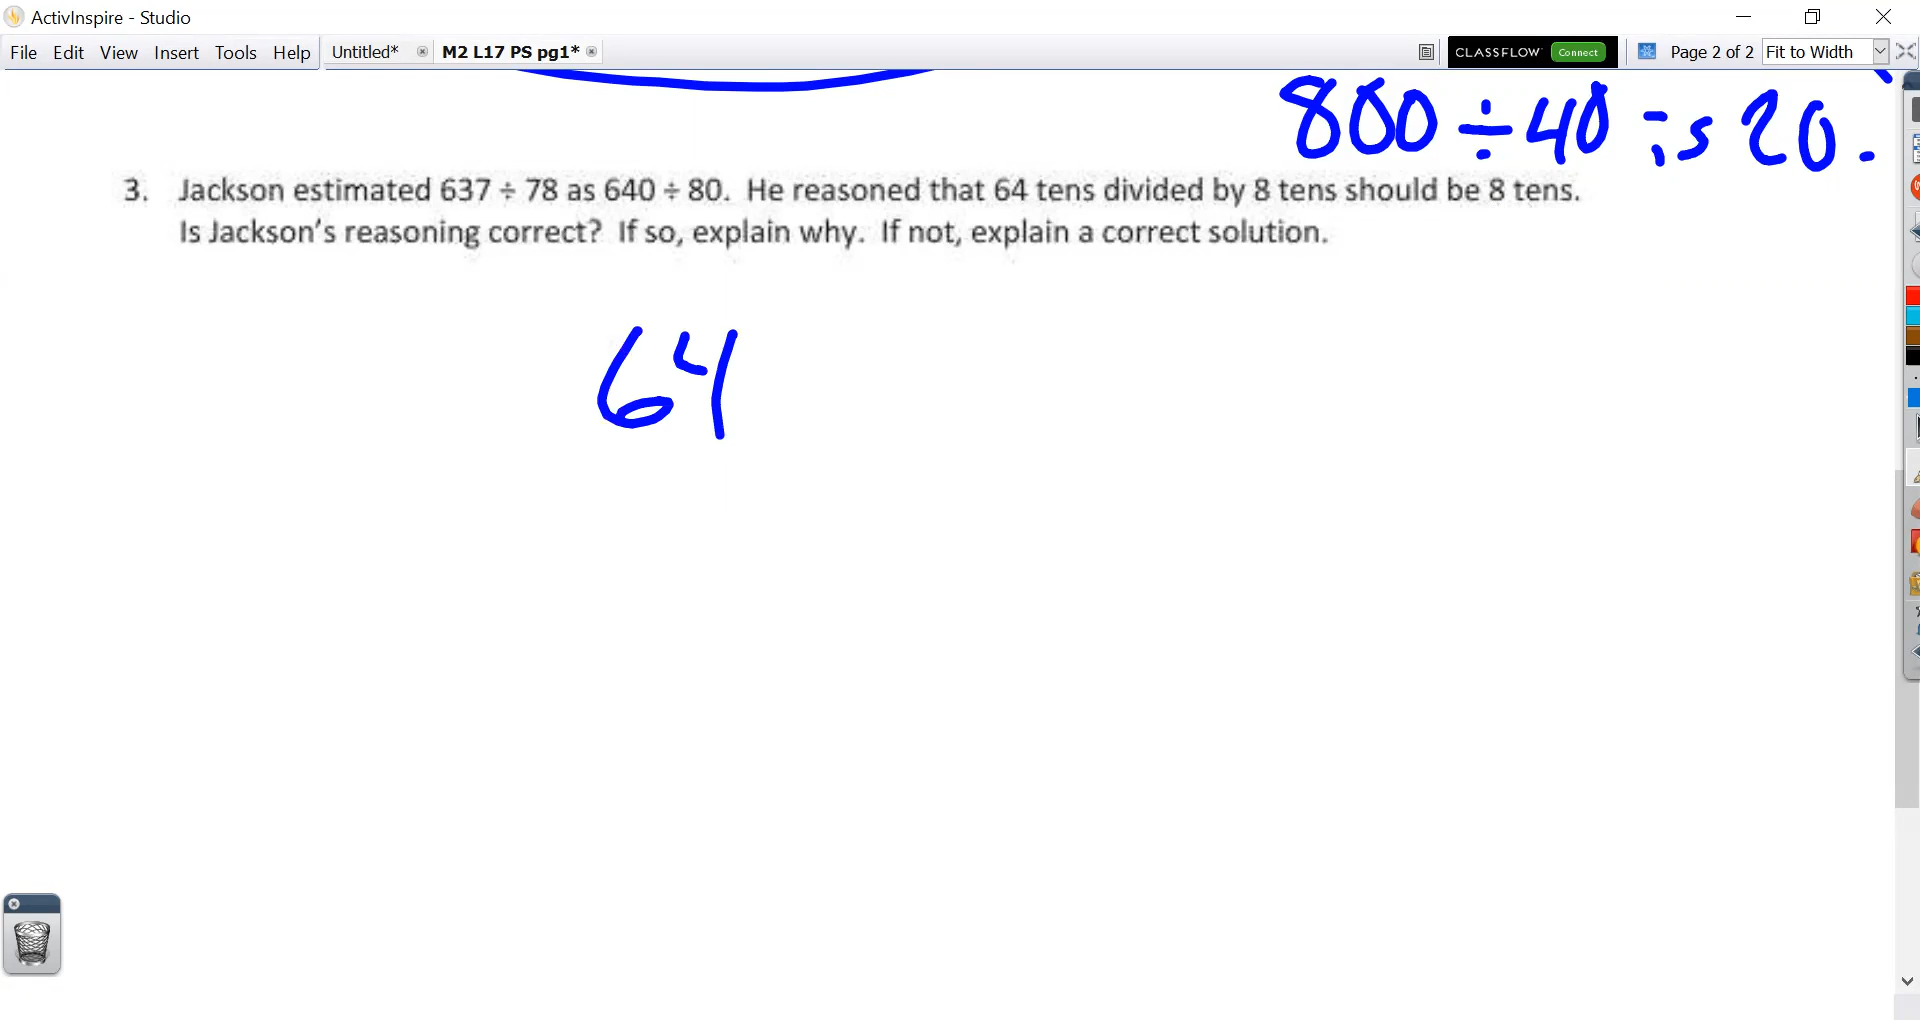 ActivInspire - Studio
File Edit View Insert Tools Help Untitled* M2 L17 PS pg1* CLASSFLOW Connect Page 2 of 2 Fit to Width
800 ÷ 40 is 20.
3. Jackson estimated 637 ÷ 78 as 640 ÷ 80. He reasoned that 64 tens divided by 8 tens should be 8 tens.
Is Jackson's reasoning correct? If so, explain why. If not, explain a correct solution.
64